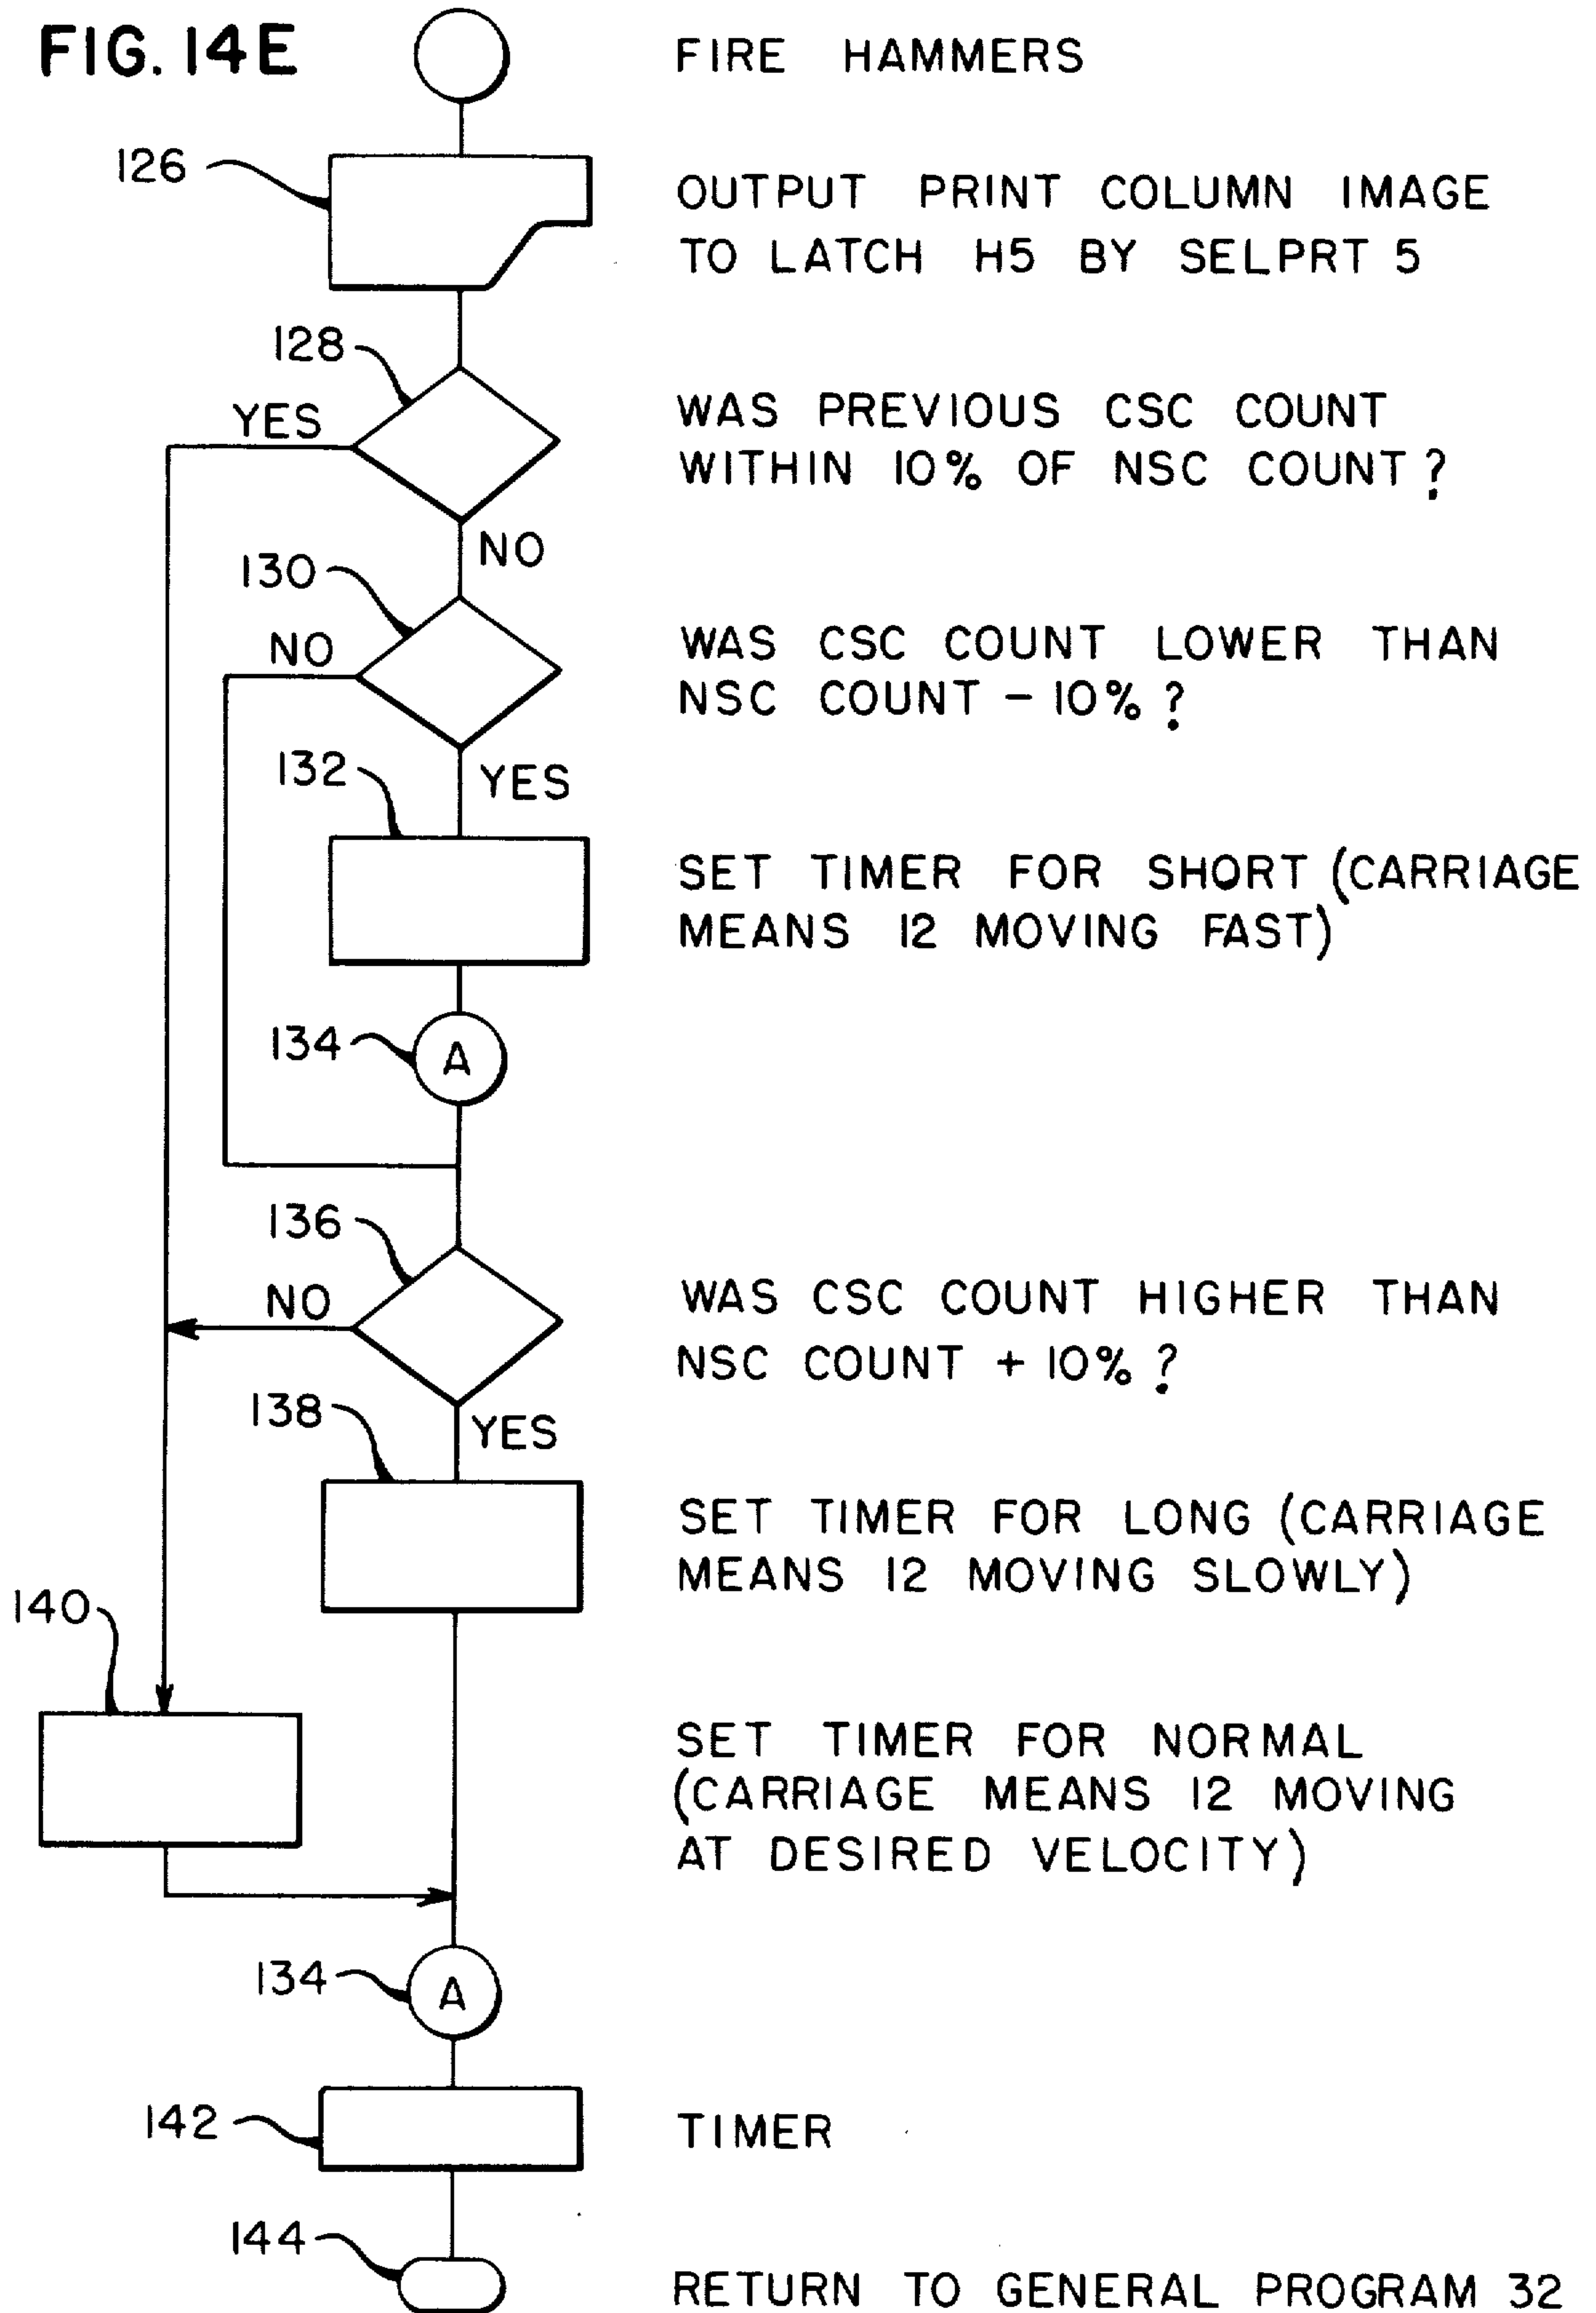 FIG. 14E
FIRE HAMMERS
126
OUTPUT PRINT COLUMN IMAGE
TO LATCH H5 BY SELPRT 5
128
YES
WAS PREVIOUS CSC COUNT
WITHIN 10% OF NSC COUNT?
NO
130
NO
WAS CSC COUNT LOWER THAN
NSC COUNT - 10%?
132
YES
SET TIMER FOR SHORT (CARRIAGE
MEANS 12 MOVING FAST)
134
A
136
NO
WAS CSC COUNT HIGHER THAN
NSC COUNT + 10%?
138
YES
SET TIMER FOR LONG (CARRIAGE
MEANS 12 MOVING SLOWLY)
140
SET TIMER FOR NORMAL
(CARRIAGE MEANS 12 MOVING
AT DESIRED VELOCITY)
134
A
142
TIMER
144
RETURN TO GENERAL PROGRAM 32